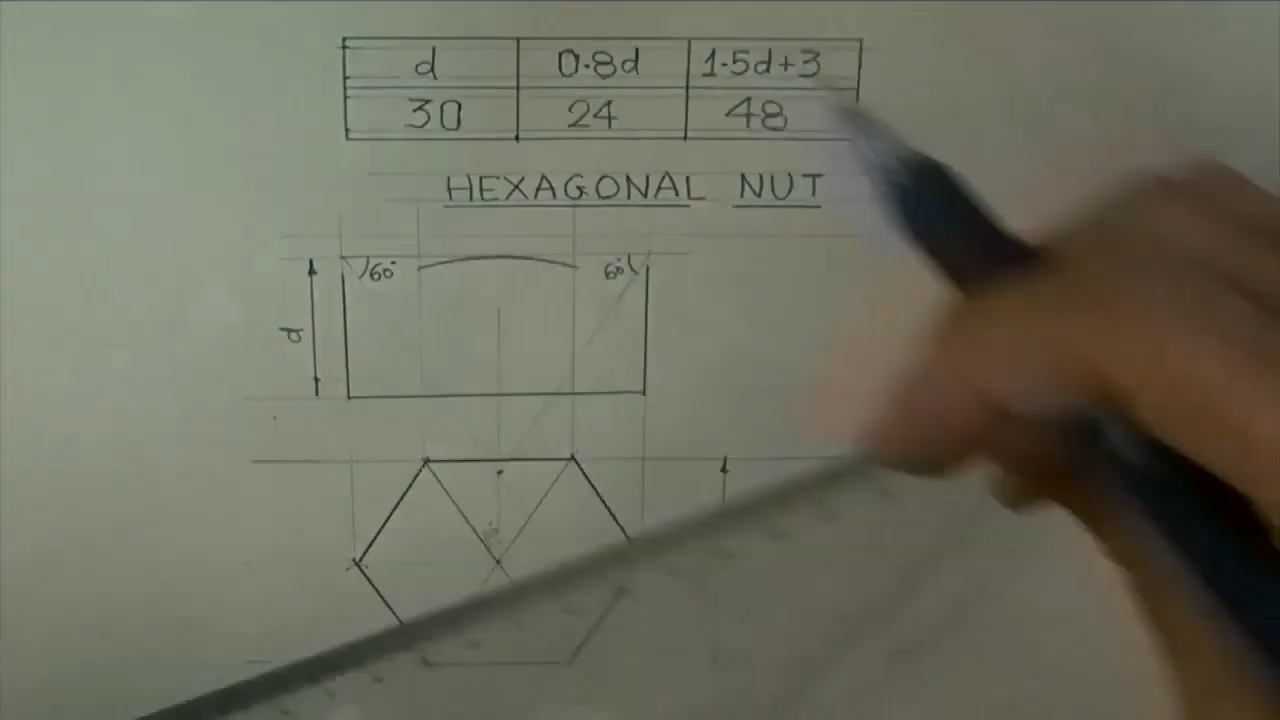 d 0.8d 1.5d+3
30 24 48
HEXAGONAL NUT
60° 60°
d